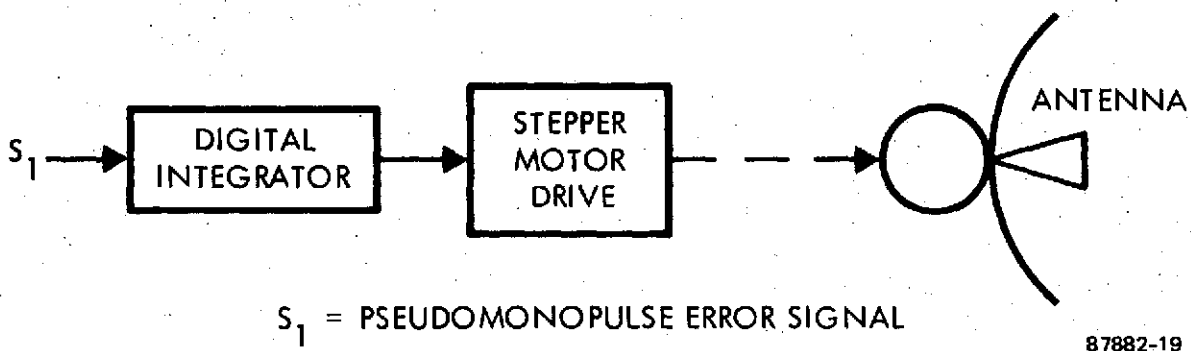 S1
DIGITAL
INTEGRATOR
STEPPER
MOTOR
DRIVE
ANTENNA
S1 = PSEUDOMONOPULSE ERROR SIGNAL
87882-19